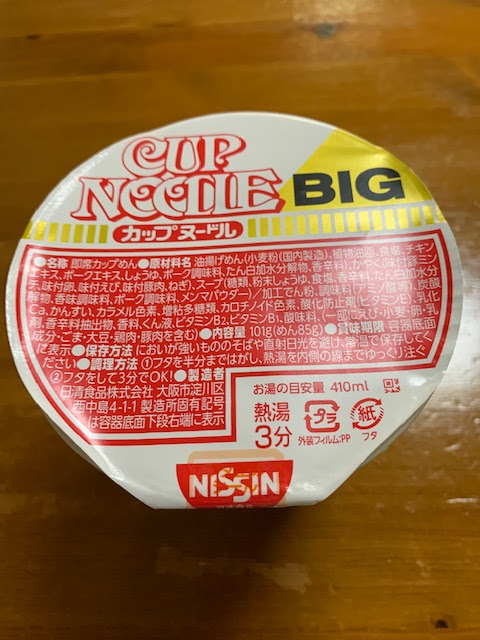 CUP
NOODLE BIG
カップヌードル
●名称 即席カップめん●原材料名 油揚げめん(小麦粉(国内製造)、植物油脂、食塩、チキン
エキス、ポークエキス、しょうゆ、ポーク調味料、たん白加水分解物、香辛料)、かやく(味付豚ミン
チ、味付卵、味付えび、味付豚肉、ねぎ)、スープ(糖類、粉末しょうゆ、食塩、香辛料、たん白加水分
解物、香味調味料、ポーク調味料、メンマパウダー)／加工でん粉、調味料(アミノ酸等)、炭酸
Ca、かんすい、カラメル色素、増粘多糖類、カロチノイド色素、酸化防止剤(ビタミンE)、乳化
剤、香辛料抽出物、香料、くん液、ビタミンB2、ビタミンB1、酸味料、(一部にえび・小麦・卵・乳
成分・ごま・大豆・鶏肉・豚肉を含む)●内容量 101g(めん85g)●賞味期限 容器底面
に表示●保存方法 においが強いもののそばや直射日光を避け、常温で保存してく
ださい●調理方法 ①フタを半分まではがし、熱湯を内側の線までゆっくり注ぐ
②フタをして3分でOK!●製造者
日清食品株式会社 大阪市淀川区
西中島4-1-1 製造所固有記号
は容器底面下段右端に表示
お湯の目安量 410ml
熱湯
3分
プラ
外装フィルム:PP
紙
フタ
NISSIN